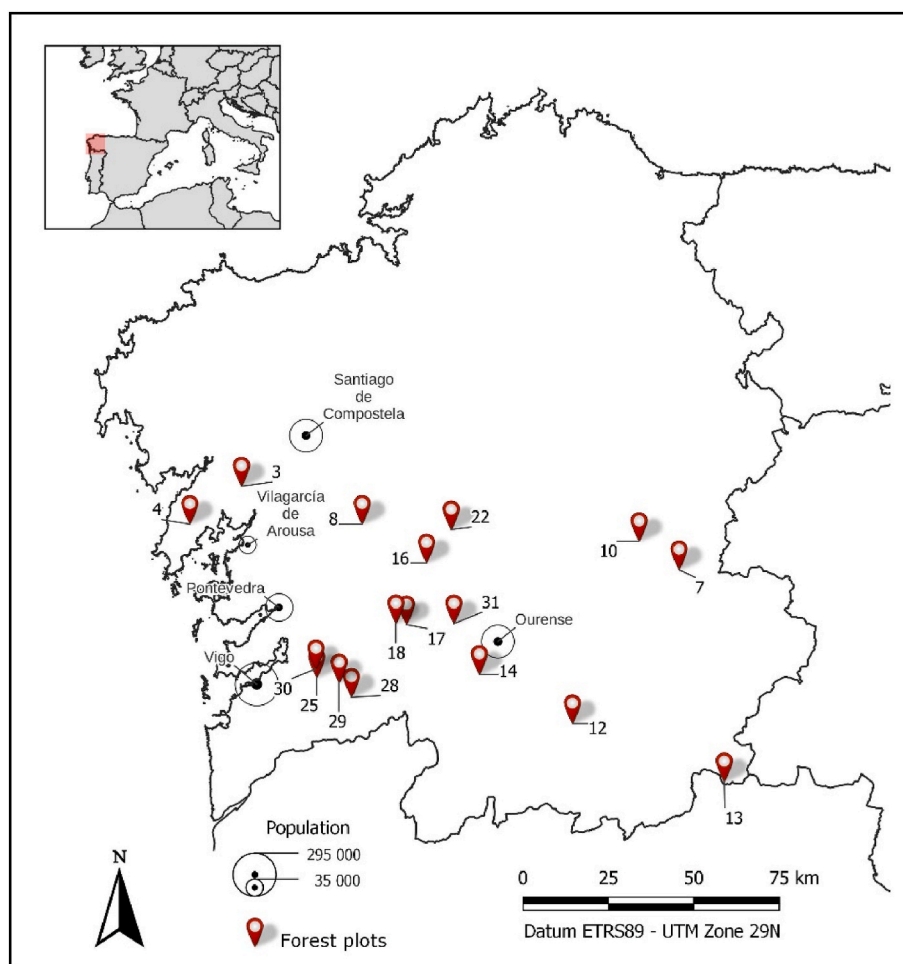 Santiago
de
Compostela
3
4
Vilagarcía
de
Arousa
8
22
16
10
7
Pontevedra
18
17
31
Ourense
14
Vigo
30
25
29
28
12
13
Population
295 000
35 000
N
Forest plots
0 25 50 75 km
Datum ETRS89 - UTM Zone 29N